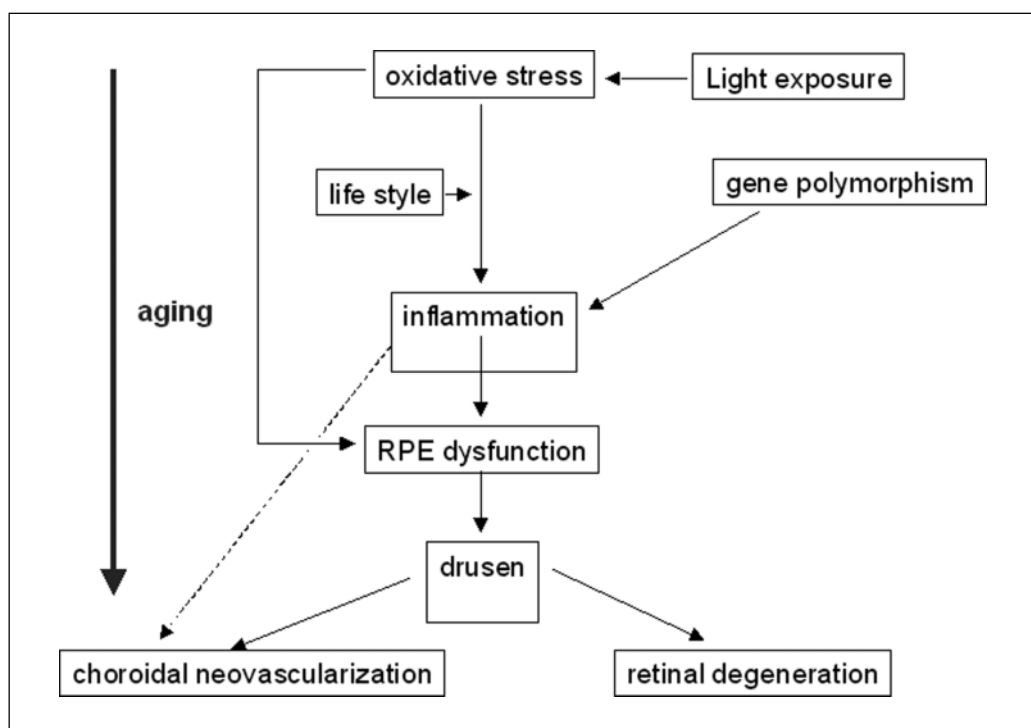 oxidative stress
Light exposure
life style
gene polymorphism
aging
inflammation
RPE dysfunction
drusen
choroidal neovascularization
retinal degeneration